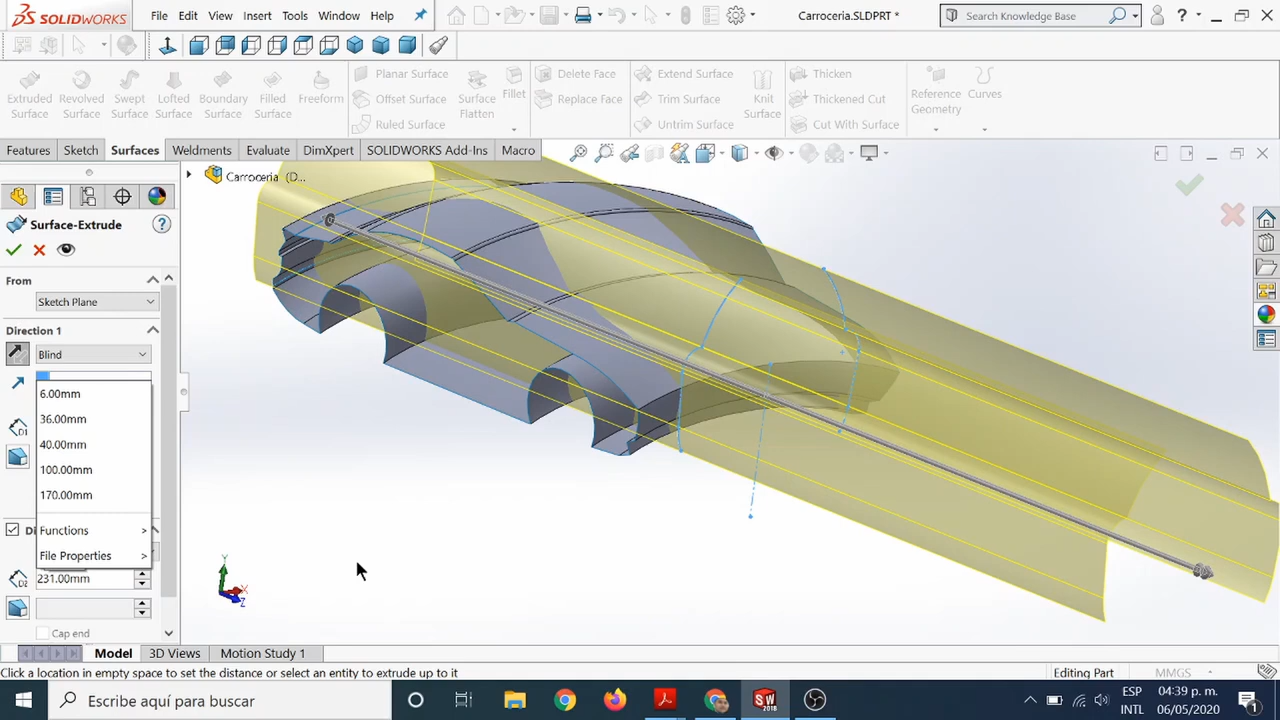 SOLIDWORKS File Edit View Insert Tools Window Help Carroceria.SLDPRT * Search Knowledge Base ?
Extruded Surface
Revolved Surface
Swept Surface
Lofted Surface
Boundary Surface
Filled Surface
Freeform
Planar Surface
Offset Surface
Ruled Surface
Surface Flatten
Fillet
Delete Face
Replace Face
Extend Surface
Trim Surface
Untrim Surface
Knit Surface
Thicken
Thickened Cut
Cut With Surface
Reference Geometry
Curves
Features Sketch Surfaces Weldments Evaluate DimXpert SOLIDWORKS Add-Ins Macro
Carroceria (D...
Surface-Extrude
From
Sketch Plane
Direction 1
Blind
6.00mm
36.00mm
40.00mm
100.00mm
170.00mm
Di
Functions >
File Properties >
231.00mm
Cap end
Y
X
Z
Model 3D Views Motion Study 1
Click a location in empty space to set the distance or select an entity to extrude up to it Editing Part MMGS
Escribe aquí para buscar
SW
2018
ESP
INTL
04:39 p. m.
06/05/2020
1